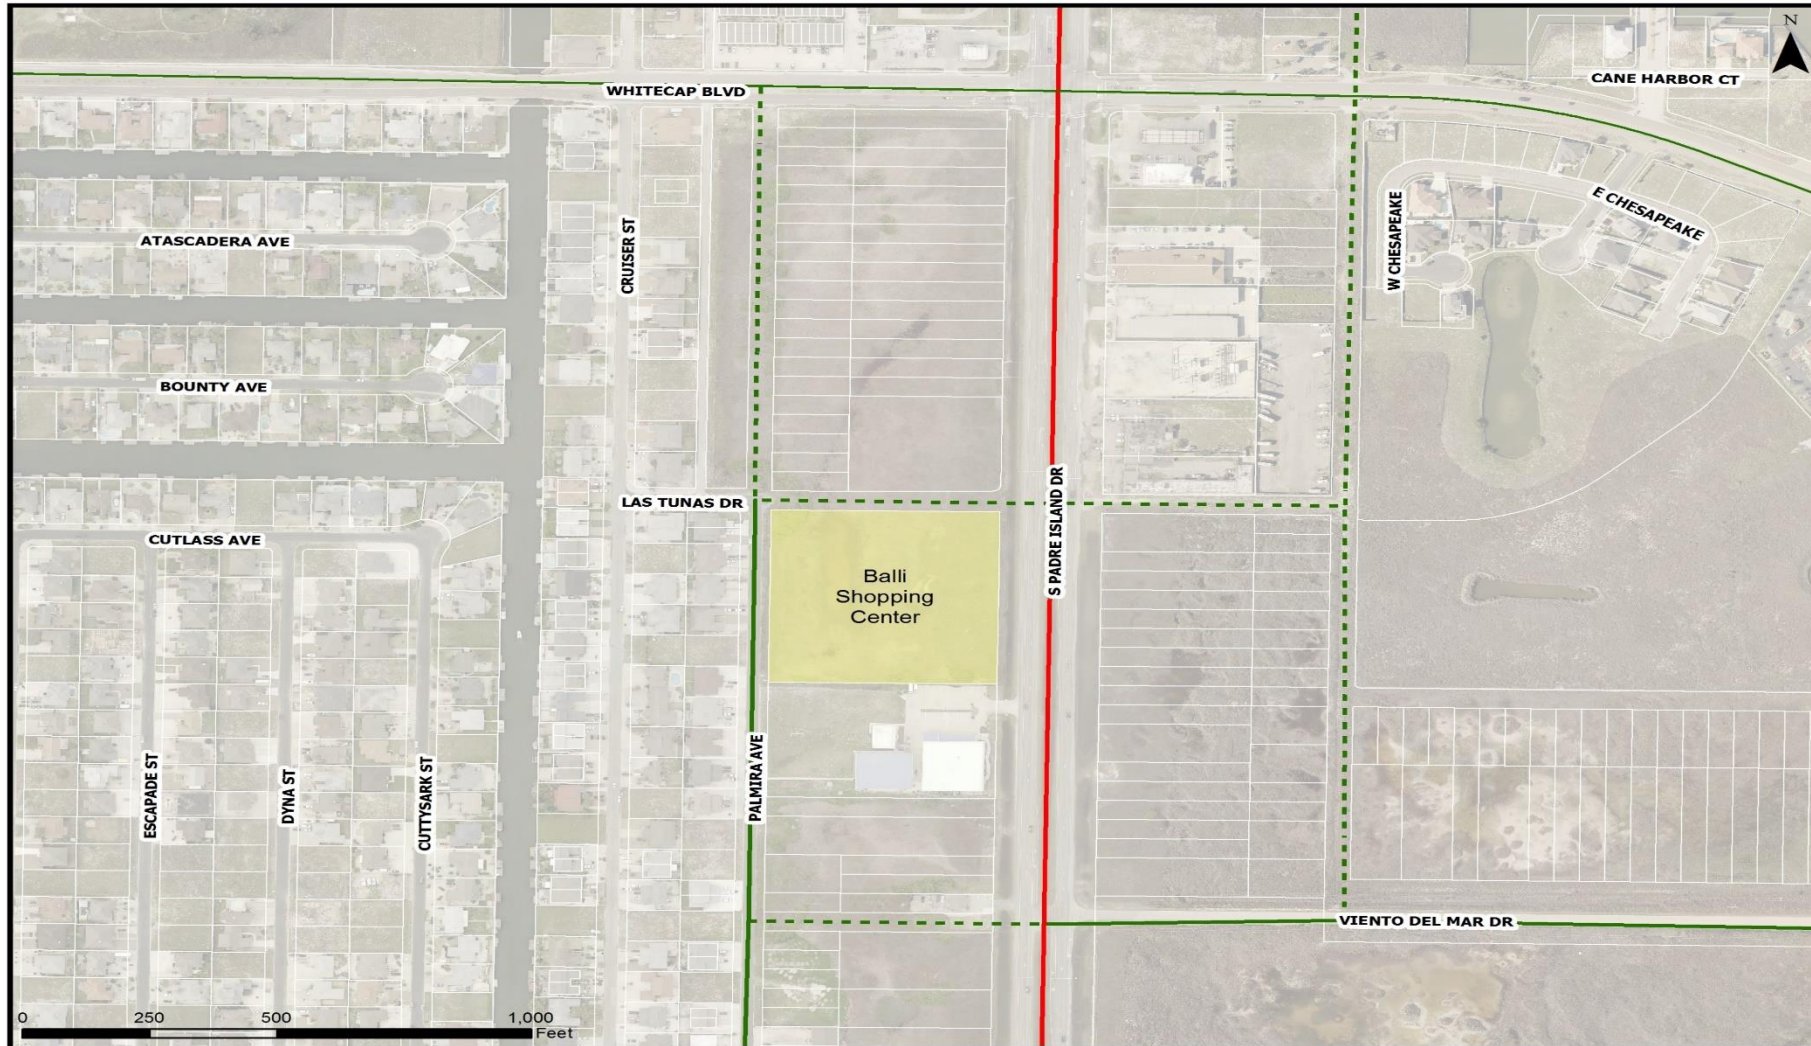 N
CANE HARBOR CT
WHITECAP BLVD
E CHESAPEAKE
W CHESAPEAKE
CRUISER ST
ATASCADERA AVE
BOUNTY AVE
LAS TUNAS DR
S PADRE ISLAND DR
CUTLASS AVE
Balli
Shopping
Center
ESCAPADE ST
DYNA ST
CUTTYSARK ST
PALMIRA AVE
VIENTO DEL MAR DR
0 250 500 1,000
Feet